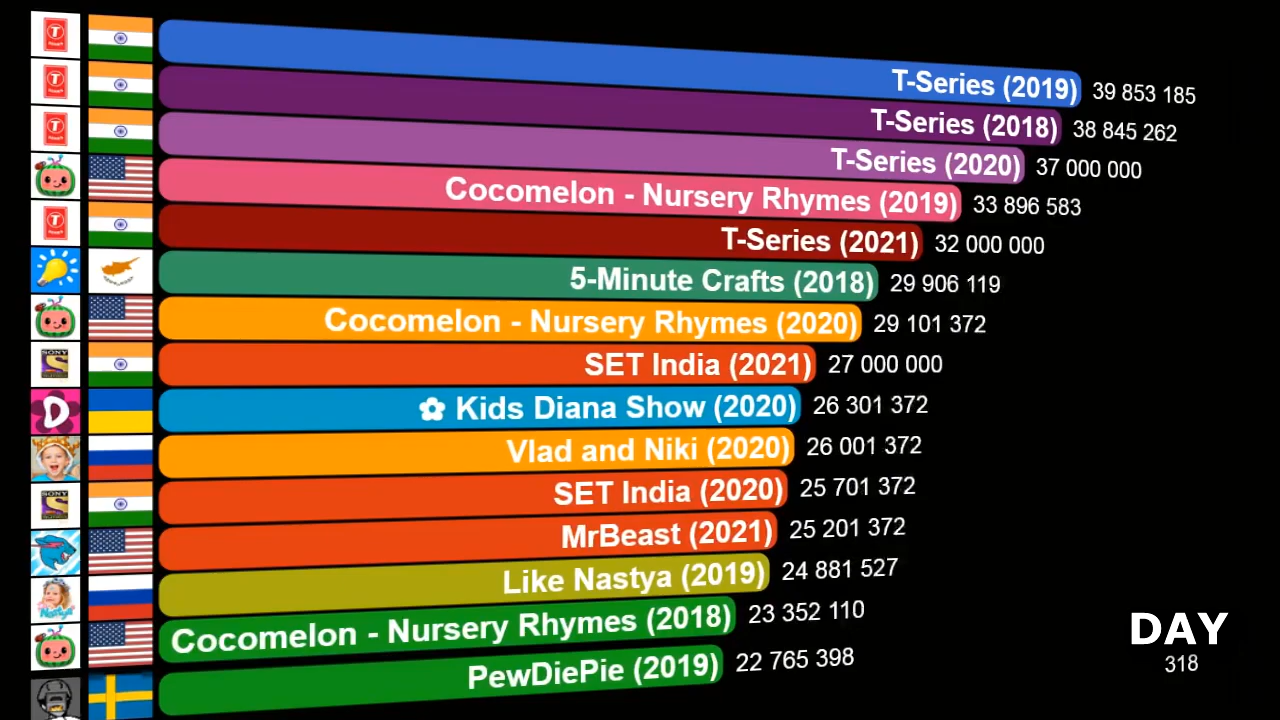 T-Series (2019) 39 853 185
T-Series (2018) 38 845 262
T-Series (2020) 37 000 000
Cocomelon - Nursery Rhymes (2019) 33 896 583
T-Series (2021) 32 000 000
5-Minute Crafts (2018) 29 906 119
Cocomelon - Nursery Rhymes (2020) 29 101 372
SET India (2021) 27 000 000
SONY
✿ Kids Diana Show (2020) 26 301 372
D
Vlad and Niki (2020) 26 001 372
SET India (2020) 25 701 372
SONY
MrBeast (2021) 25 201 372
Like Nastya (2019) 24 881 527
Nastya
Cocomelon - Nursery Rhymes (2018) 23 352 110
PewDiePie (2019) 22 765 398
DAY
318